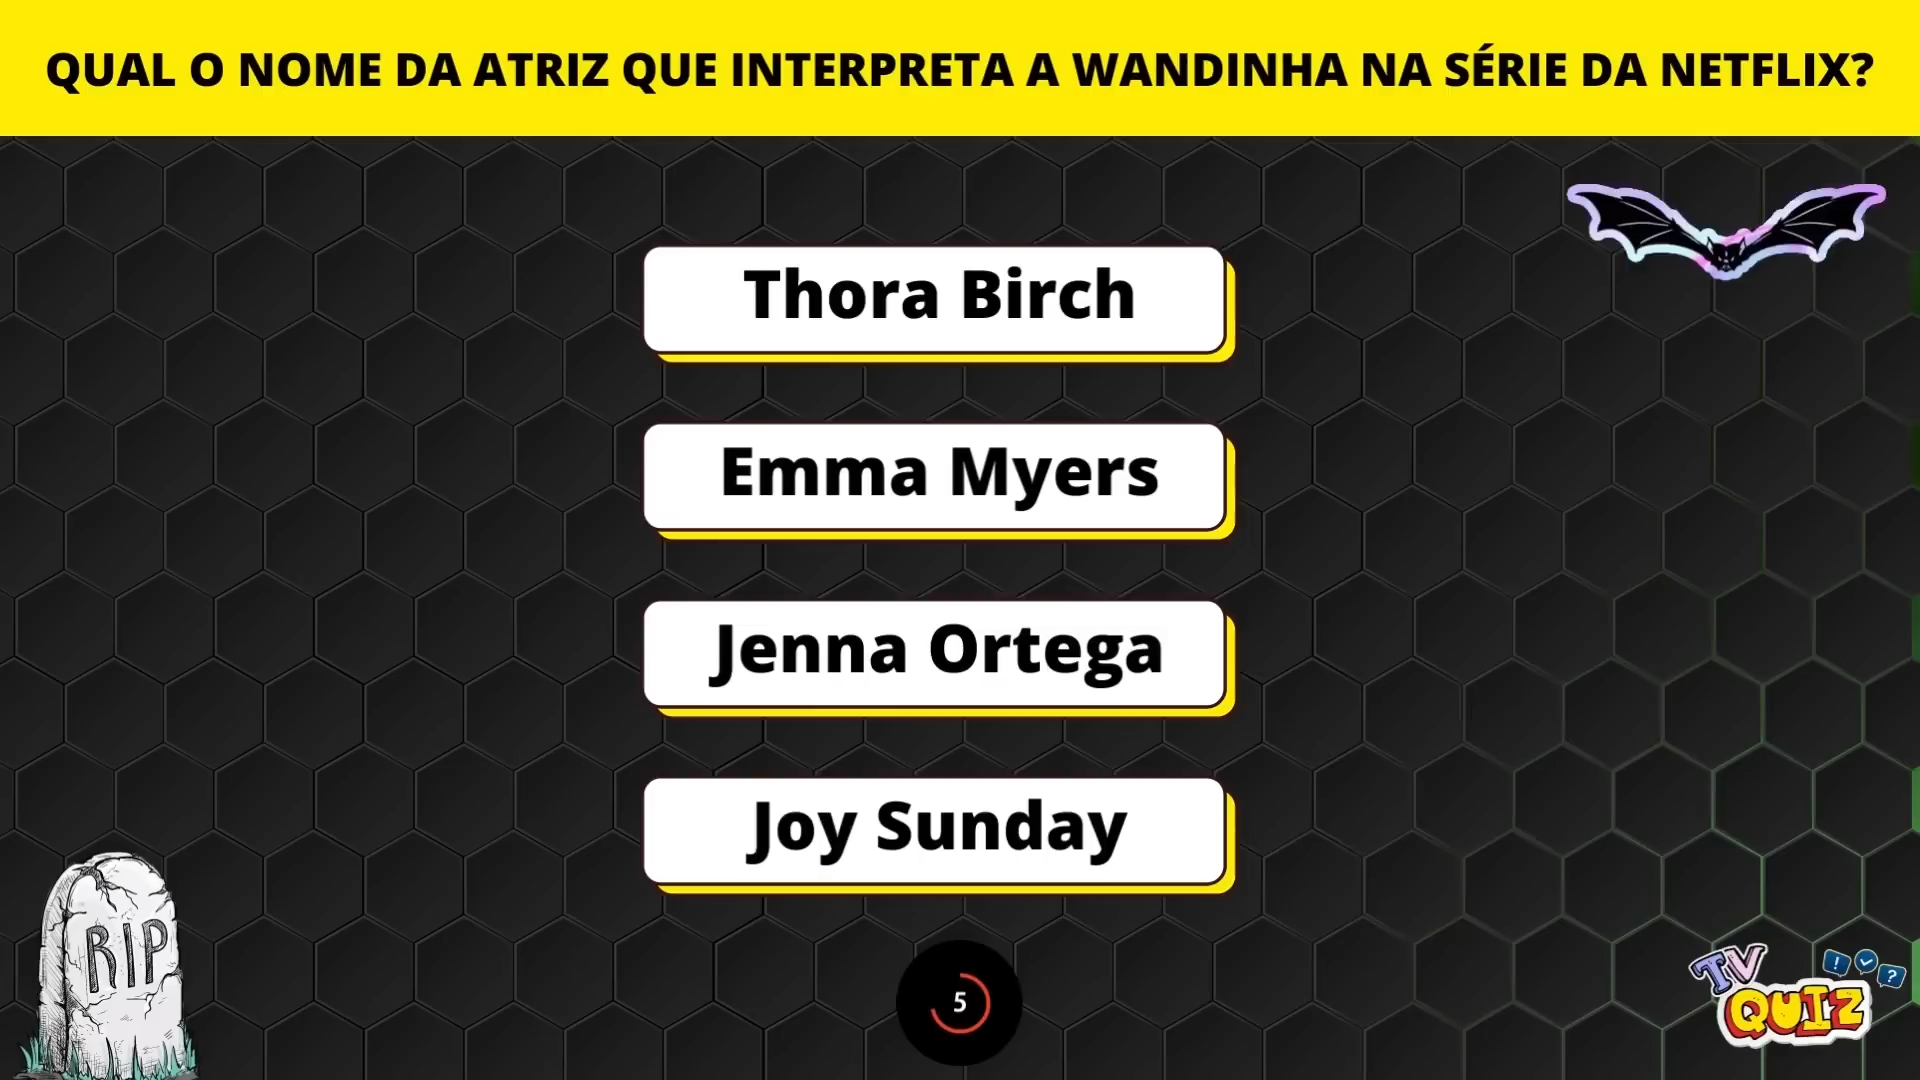 QUAL O NOME DA ATRIZ QUE INTERPRETA A WANDINHA NA SÉRIE DA NETFLIX?
Thora Birch
Emma Myers
Jenna Ortega
Joy Sunday
RIP
5
TV
! ?
QUIZ